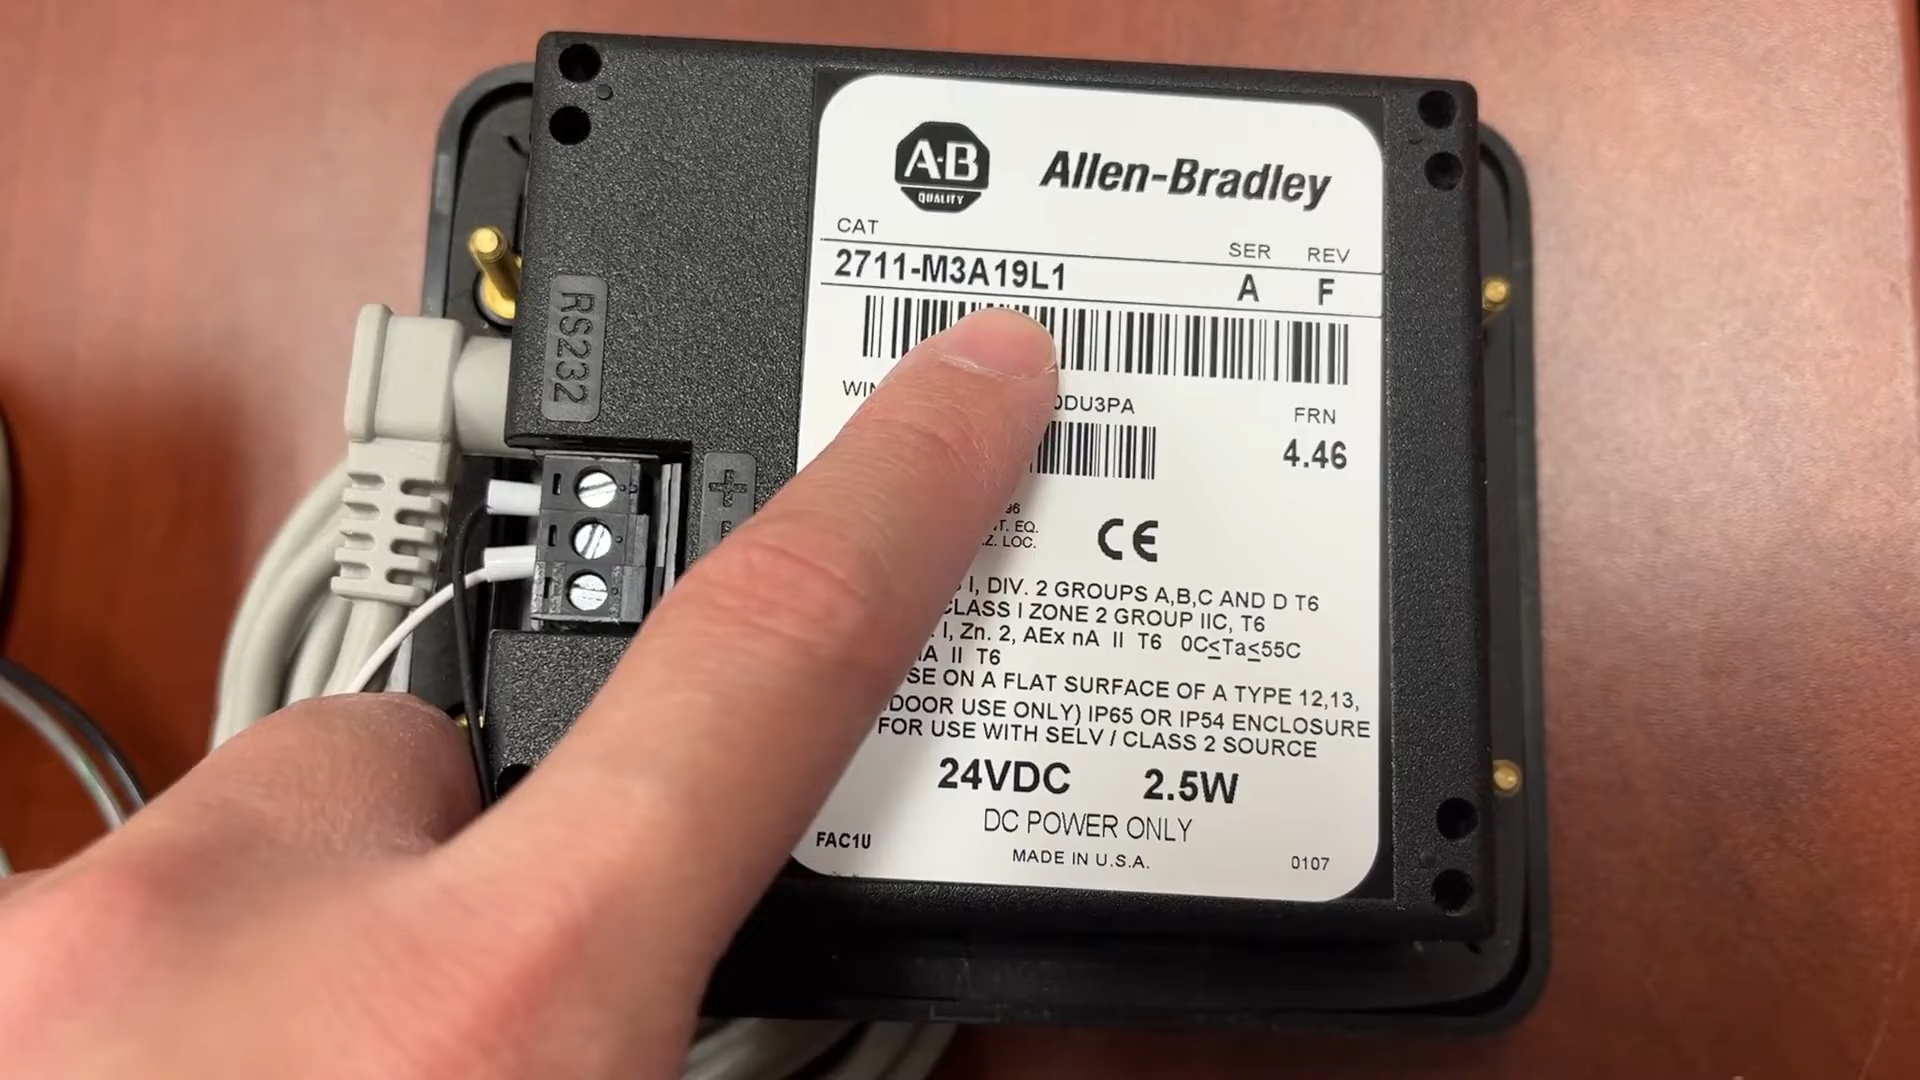 A-B
QUALITY
Allen-Bradley
CAT
SER
REV
2711-M3A19L1
A
F
RS232
DU3PA
FRN
4.46
CE
EQ.
LOC.
I, DIV. 2 GROUPS A,B,C AND D T6
CLASS I ZONE 2 GROUP IIC, T6
I, Zn. 2, AEx nA II T6 0C≤Ta≤55C
II T6
ON A FLAT SURFACE OF A TYPE 12,13,
USE ONLY) IP65 OR IP54 ENCLOSURE
FOR USE WITH SELV / CLASS 2 SOURCE
24VDC 2.5W
DC POWER ONLY
FAC1U
MADE IN U.S.A.
0107